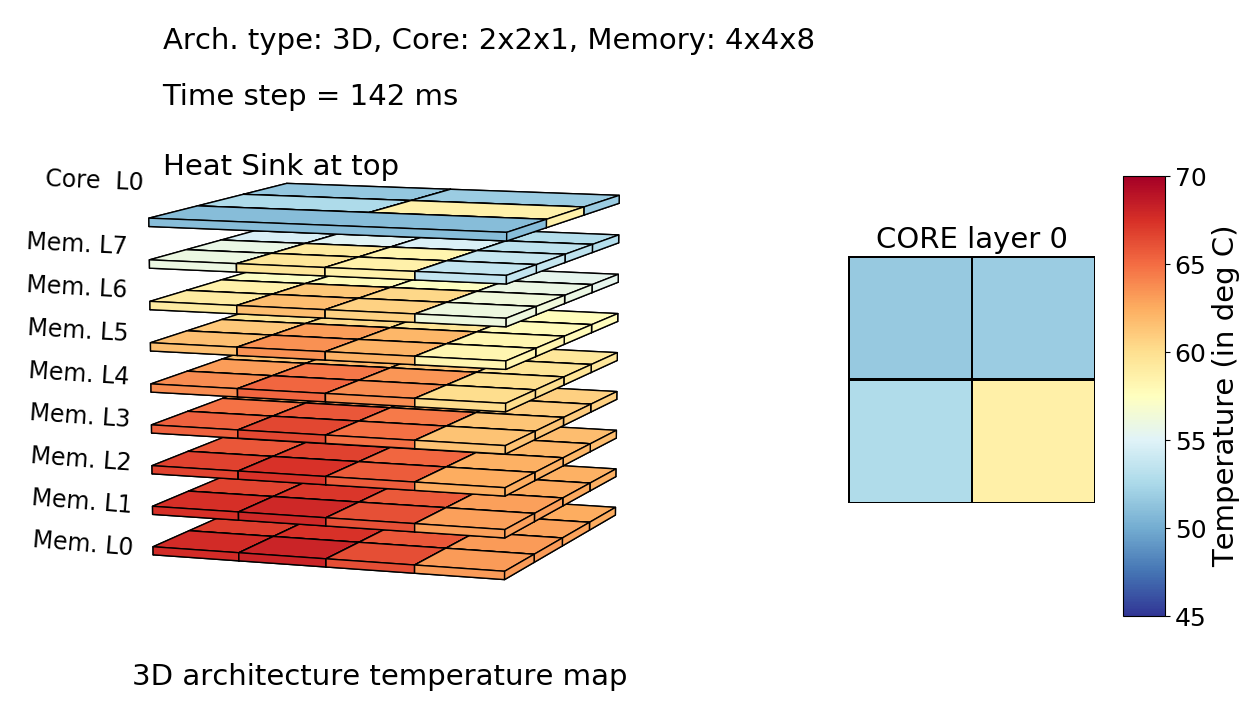 Arch. type: 3D, Core: 2x2x1, Memory: 4x4x8
Time step = 142 ms
Heat Sink at top
Core  L0
Mem. L7
Mem. L6
Mem. L5
Mem. L4
Mem. L3
Mem. L2
Mem. L1
Mem. L0
3D architecture temperature map
CORE layer 0
70
65
60
55
50
45
Temperature (in deg C)